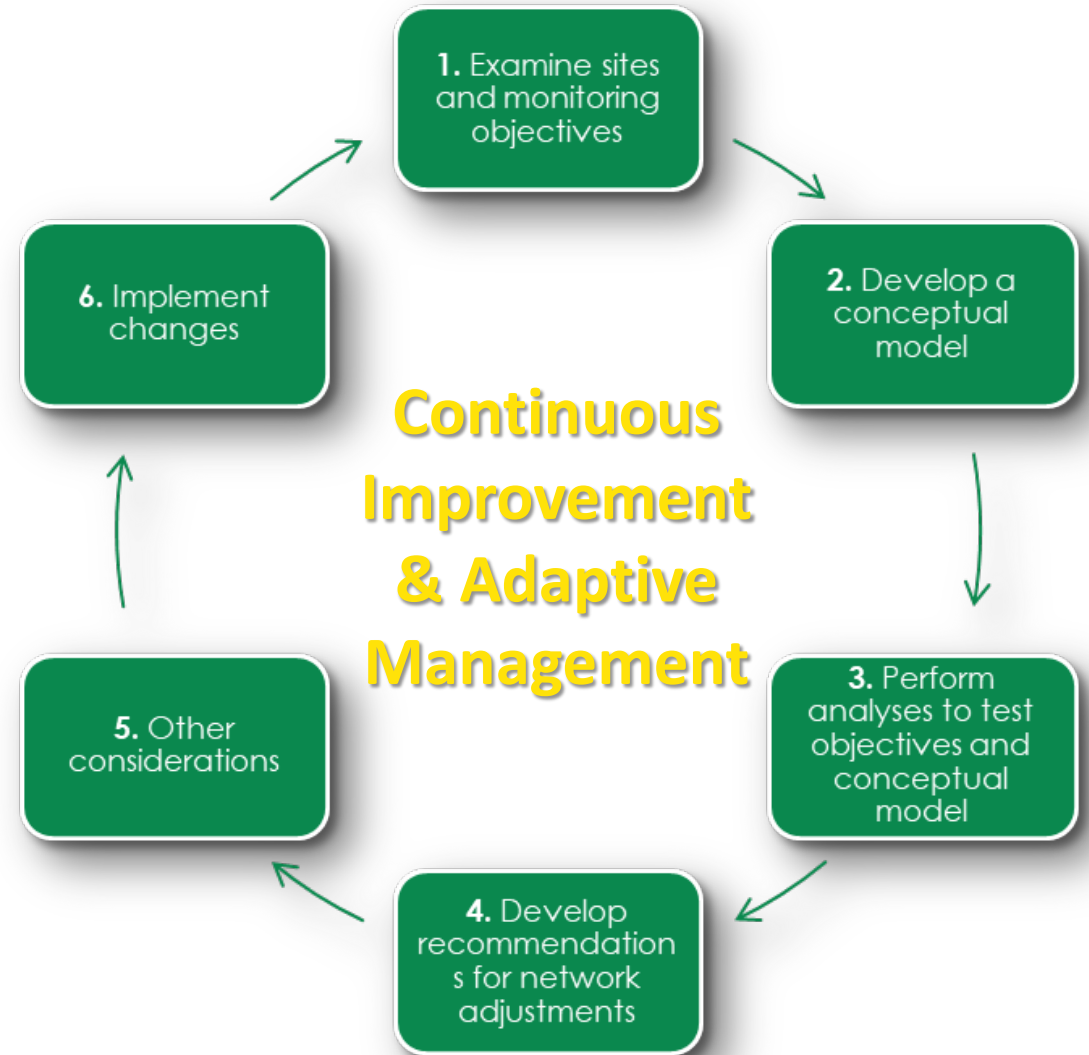 1. Examine sites
and monitoring
objectives
2. Develop a
conceptual
model
3. Perform
analyses to test
objectives and
conceptual
model
4. Develop
recommendation
s for network
adjustments
5. Other
considerations
6. Implement
changes
Continuous
Improvement
& Adaptive
Management